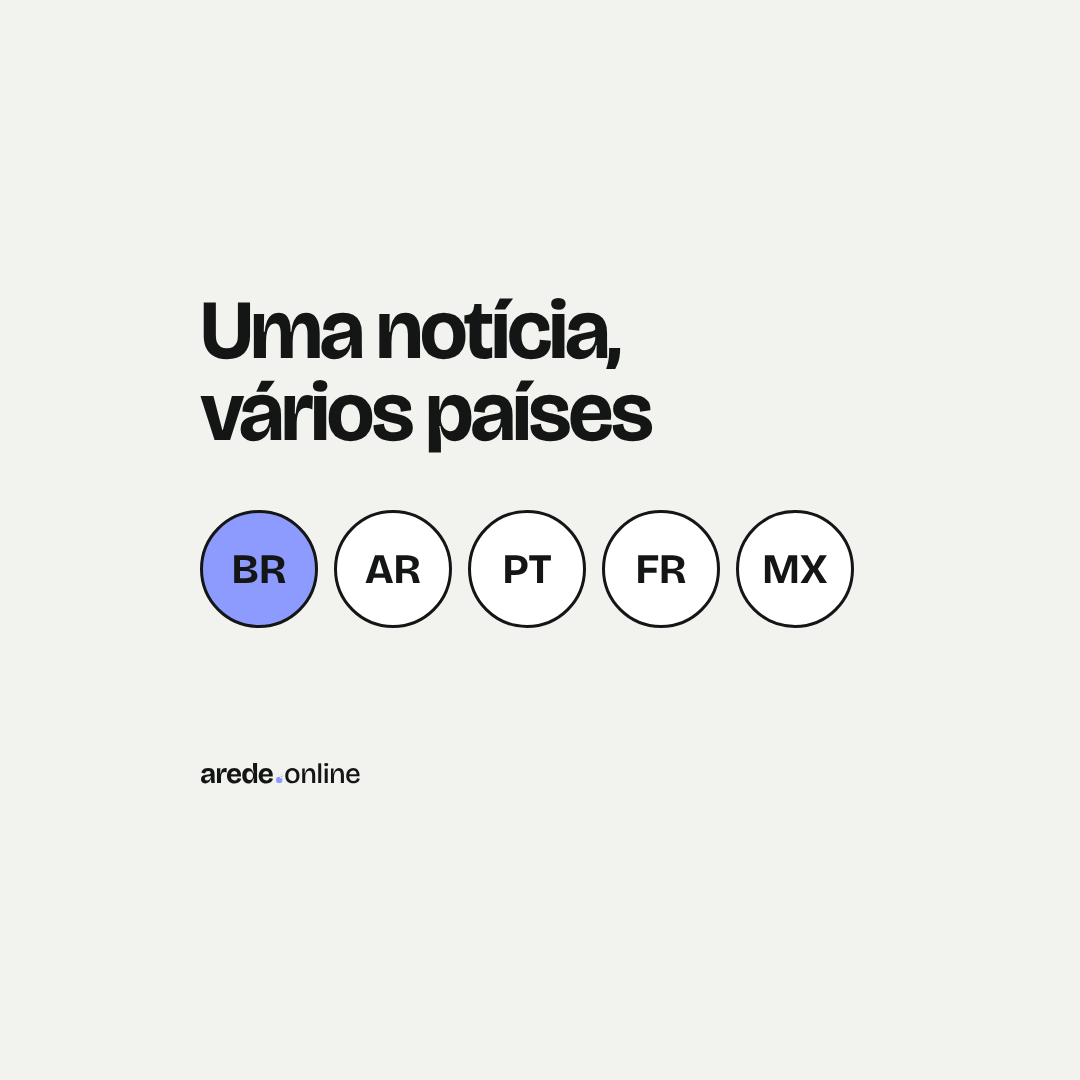 Uma notícia,
vários países
BR AR PT FR MX
arede.online